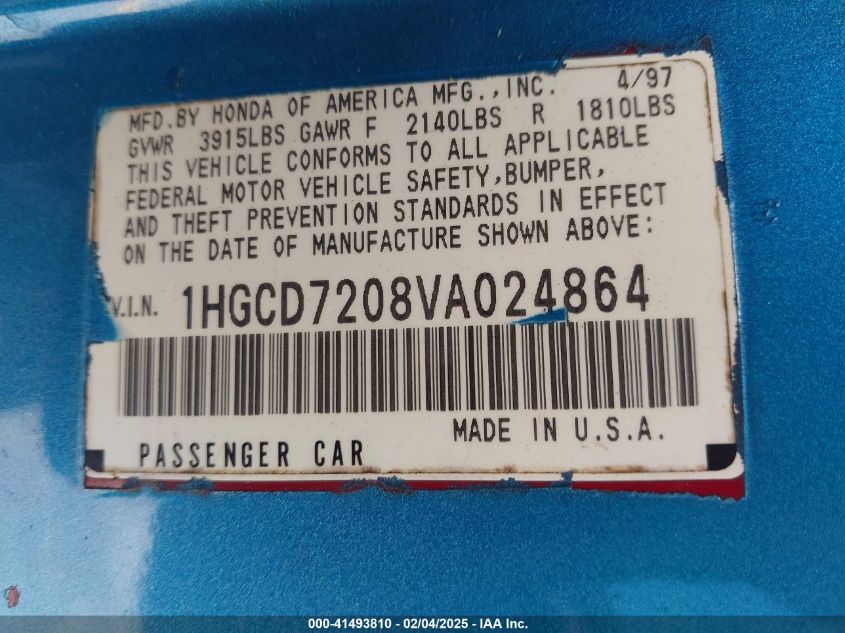 MFD.BY HONDA OF AMERICA MFG.,INC. 4/97
GVWR 3915LBS GAWR F 2140LBS R 1810LBS
THIS VEHICLE CONFORMS TO ALL APPLICABLE
FEDERAL MOTOR VEHICLE SAFETY,BUMPER,
AND THEFT PREVENTION STANDARDS IN EFFECT
ON THE DATE OF MANUFACTURE SHOWN ABOVE:
V.I.N. 1HGCD7208VA024864
MADE IN U.S.A.
PASSENGER CAR
000-41493810 - 02/04/2025 - IAA Inc.